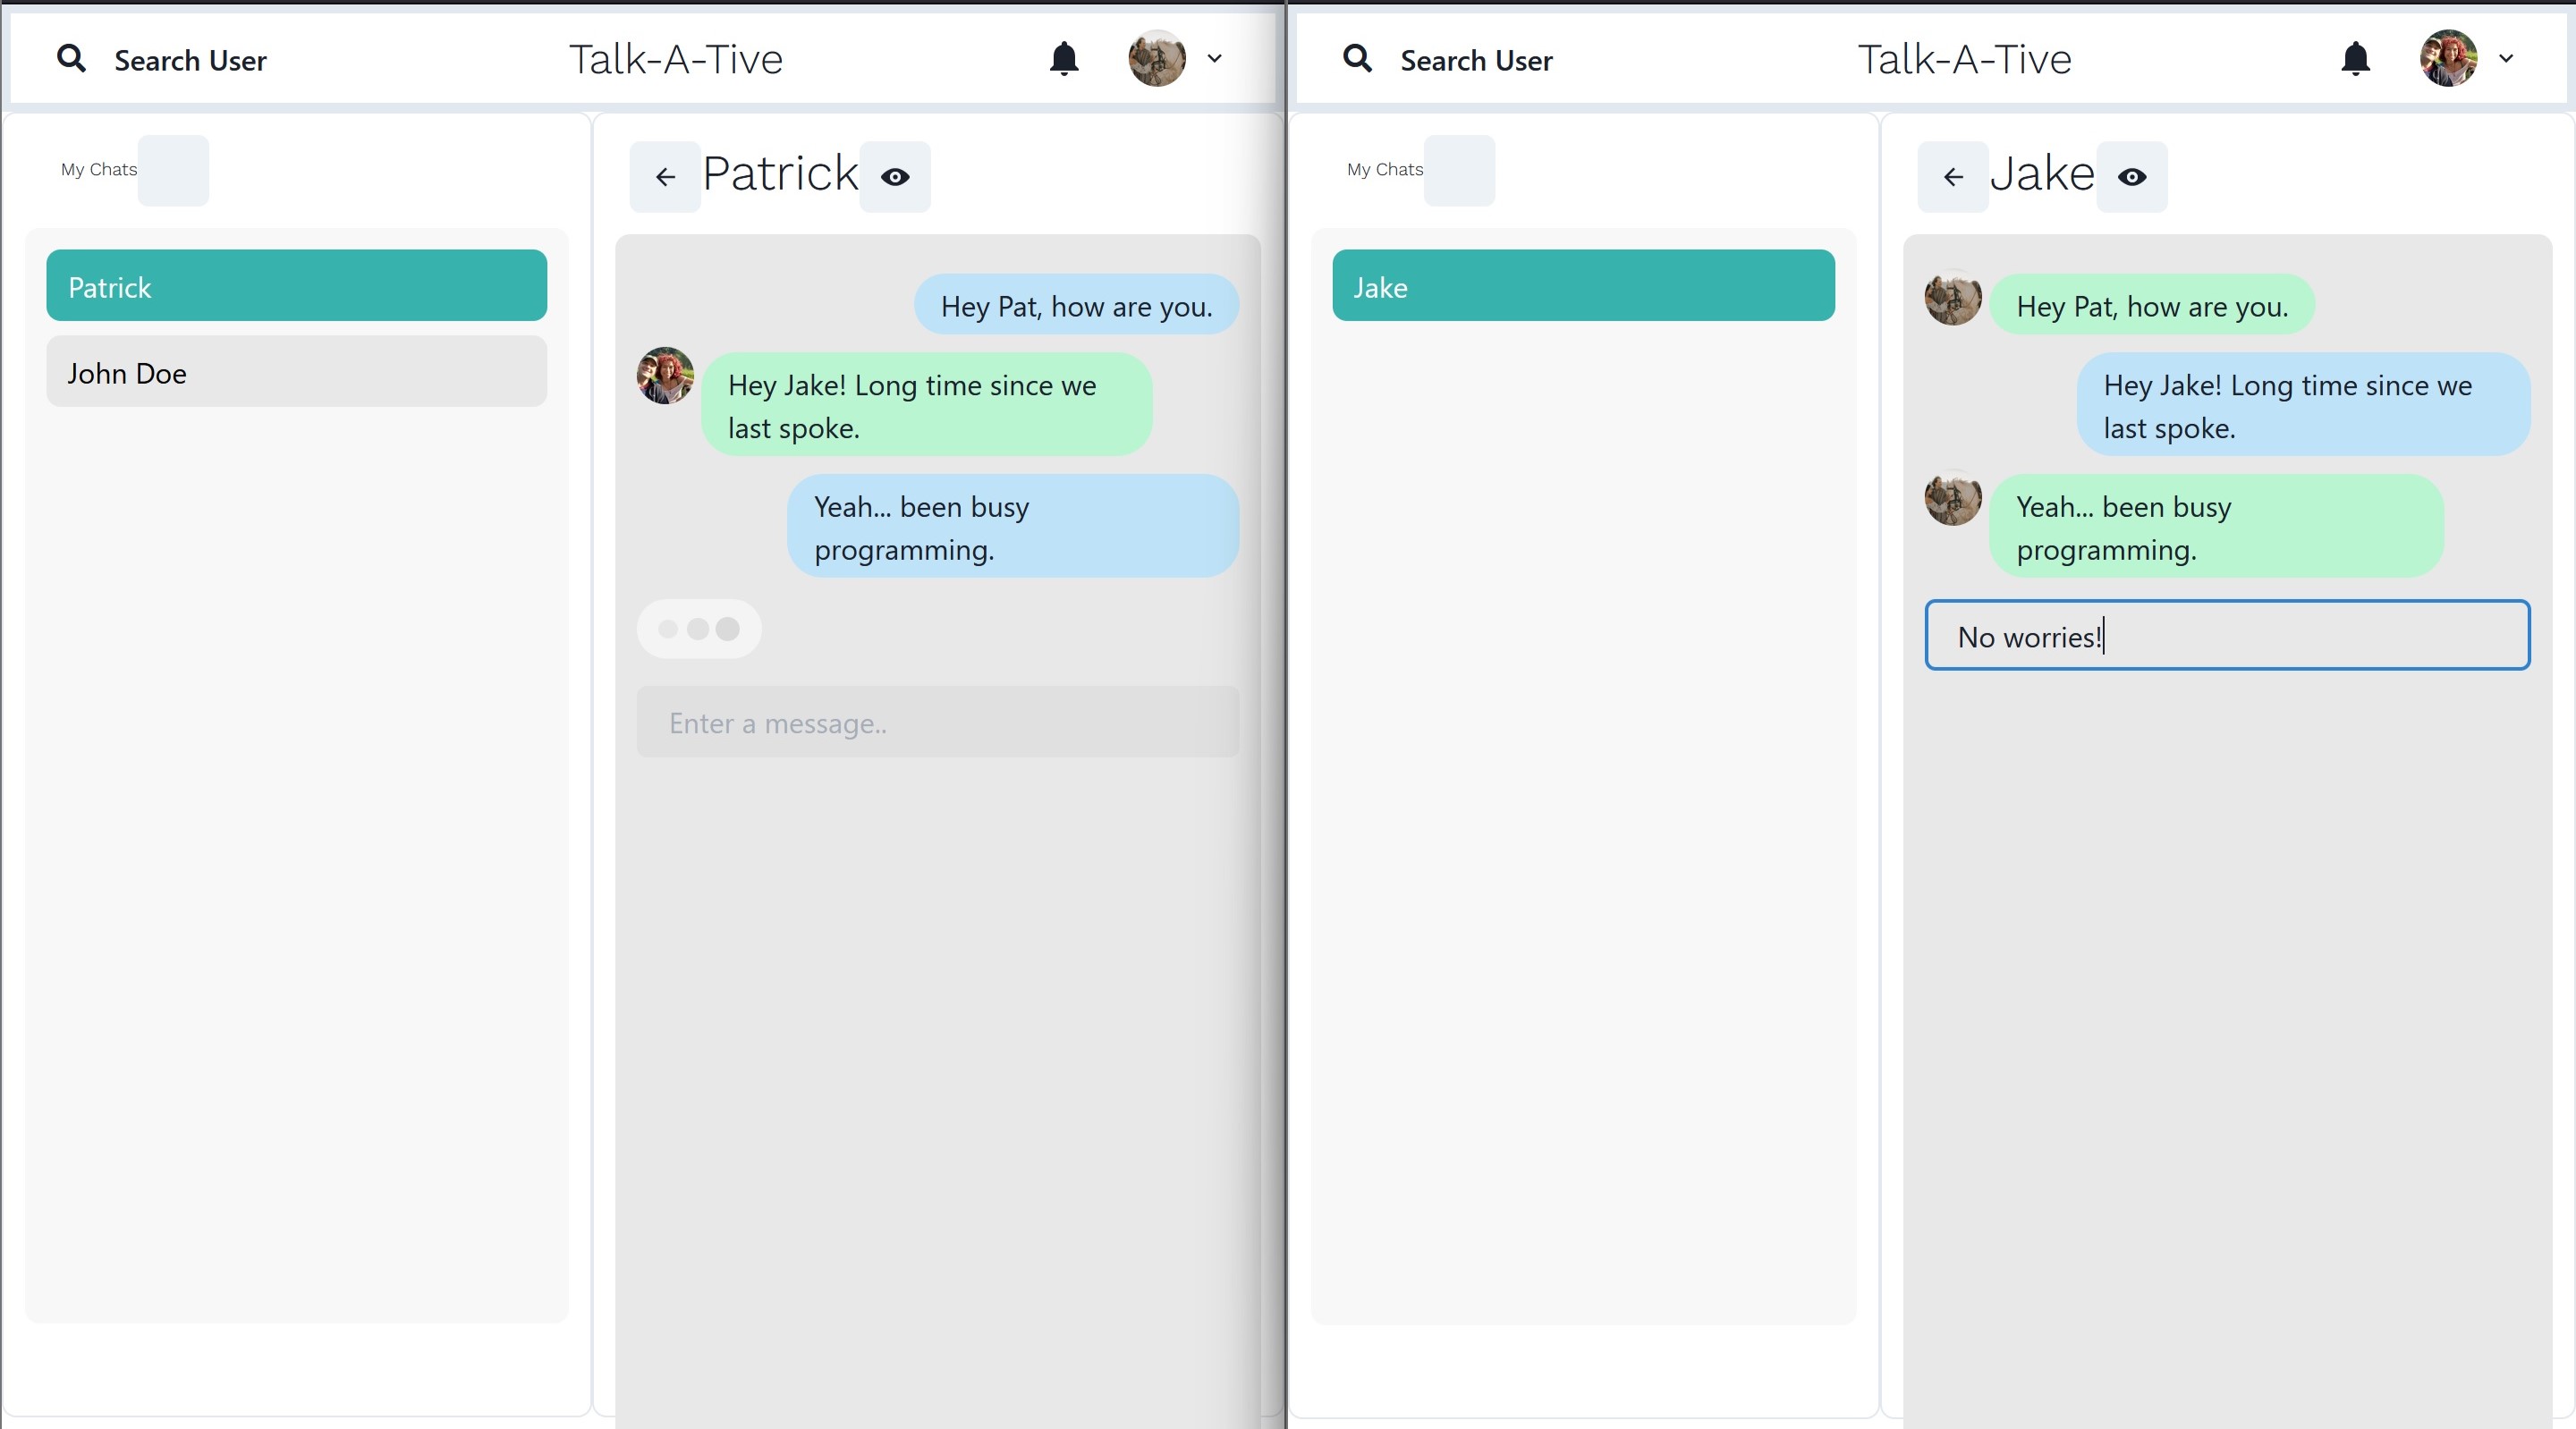 Search User
Talk-A-Tive
My Chats
Patrick
John Doe
Patrick
Hey Pat, how are you.
Hey Jake! Long time since we
last spoke.
Yeah... been busy
programming.
Enter a message..
Search User
Talk-A-Tive
My Chats
Jake
Jake
Hey Pat, how are you.
Hey Jake! Long time since we
last spoke.
Yeah... been busy
programming.
No worries!